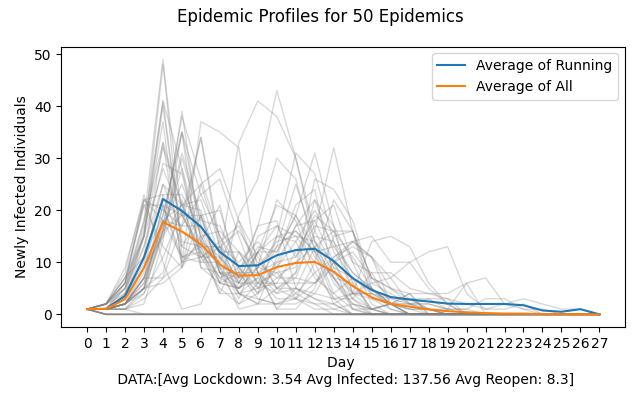 Epidemic Profiles for 50 Epidemics
50
40
30
20
10
0
Newly Infected Individuals
Average of Running
Average of All
0 1 2 3 4 5 6 7 8 9 10 11 12 13 14 15 16 17 18 19 20 21 22 23 24 25 26 27
Day
DATA:[Avg Lockdown: 3.54 Avg Infected: 137.56 Avg Reopen: 8.3]